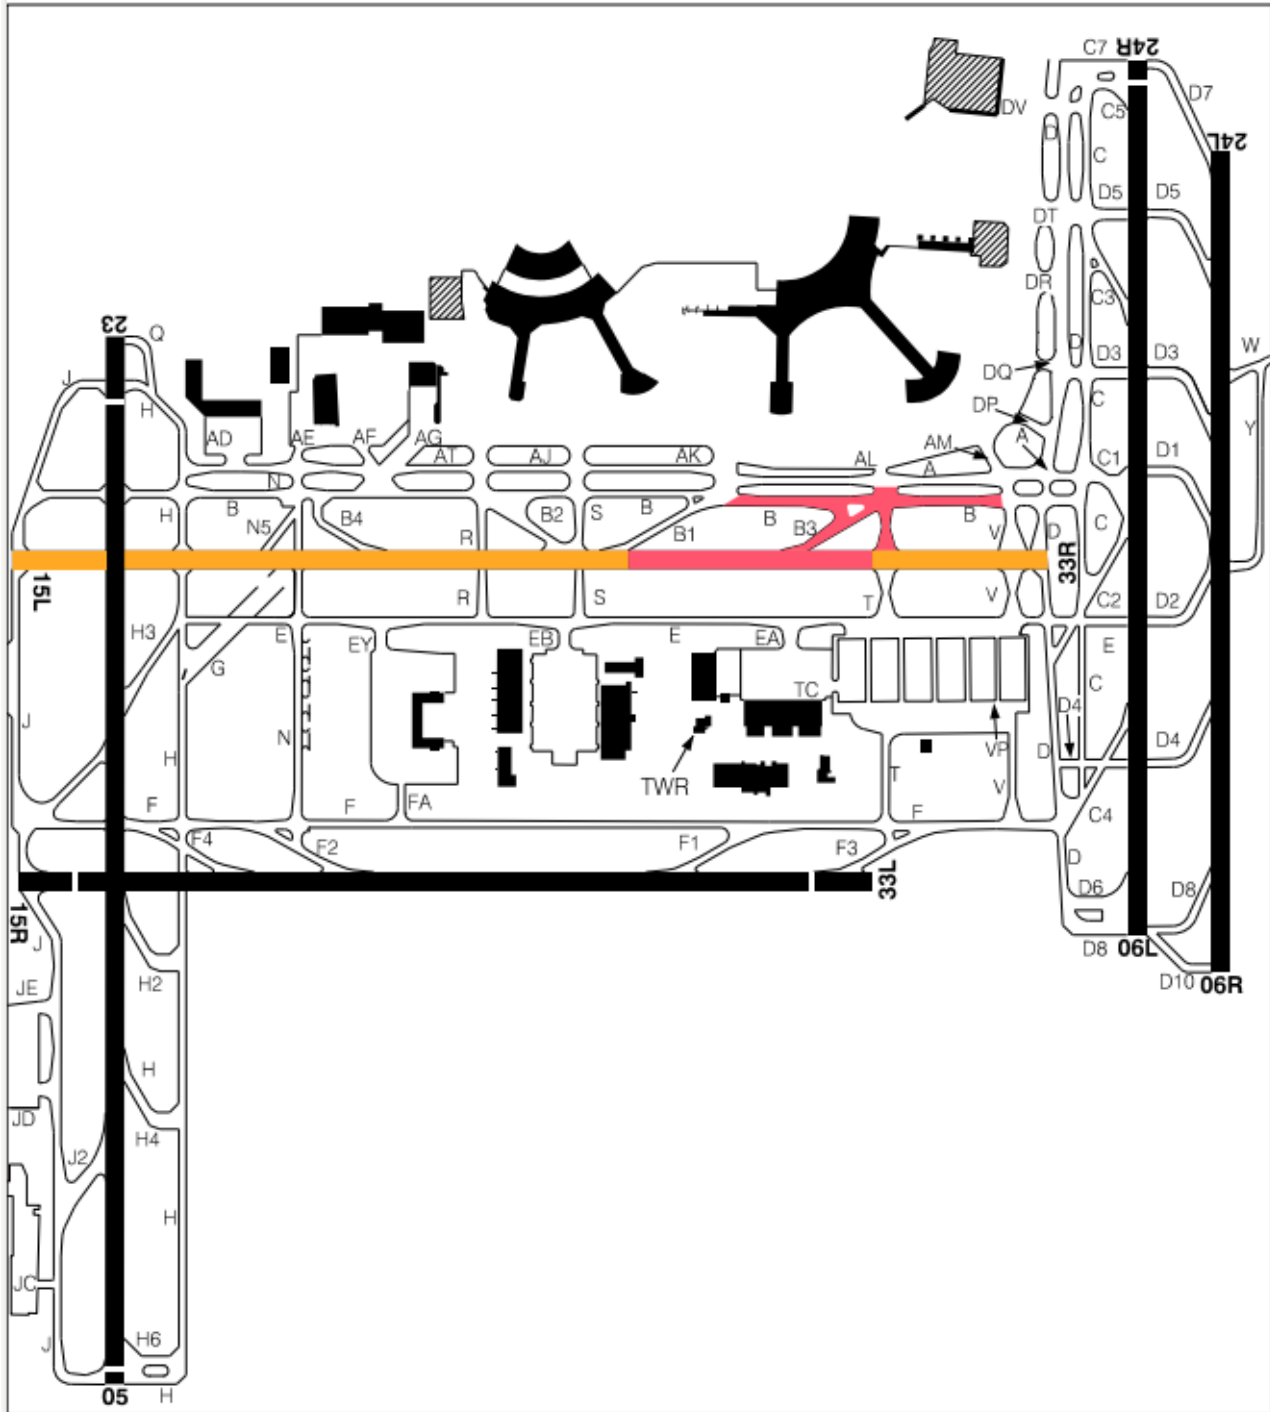 C7
24R
DV
C5
D7
D
24L
C
D5
D5
DT
DR
C3
23
Q
D
D3
D3
W
J
DQ
H
C
DP
Y
AD
AE
AF
AG
AT
AJ
AK
AL
AM
A
A
C1
D1
N
B
H
N5
B4
R
B2
S
B
B1
B
B3
B
V
D
C
15L
33R
H3
R
S
T
V
C2
D2
G
E
EY
EB
E
EA
E
J
TC
C
D4
H
N
TWR
VP
D
D4
T
V
F
F
FA
F
C4
F4
F2
F1
F3
D
15R
33L
D6
D8
J
D8
06L
JE
H2
D10
06R
H
JD
H4
J2
H
JC
H6
J
05
H